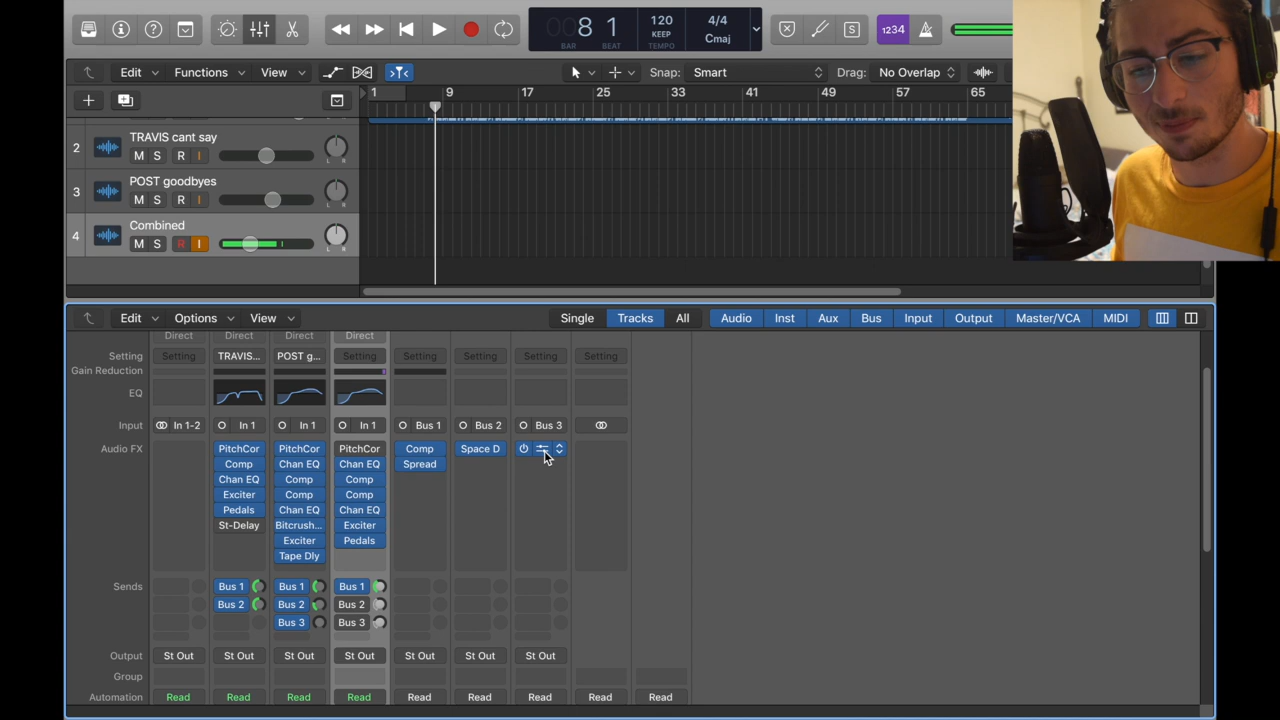 8 1 120 4/4
KEEP Cmaj
BAR BEAT TEMPO
S 1234
Edit Functions View Snap: Smart Drag: No Overlap
1 9 17 25 33 41 49 57 65
2 TRAVIS cant say
M S R I L R
3 POST goodbyes
M S R I L R
4 Combined
M S R I L R
Edit Options View Single Tracks All Audio Inst Aux Bus Input Output Master/VCA MIDI
Direct Direct Direct Direct
Setting Setting TRAVIS... POST g... Setting Setting Setting Setting Setting
Gain Reduction
EQ
Input In 1-2 In 1 In 1 In 1 Bus 1 Bus 2 Bus 3
Audio FX PitchCor PitchCor PitchCor Comp Space D
Comp Chan EQ Chan EQ Spread
Chan EQ Comp Comp
Exciter Comp Comp
Pedals Chan EQ Chan EQ
St-Delay Bitcrush... Exciter
Exciter Pedals
Tape Dly
Sends Bus 1 Bus 1 Bus 1
Bus 2 Bus 2 Bus 2
Bus 3 Bus 3
Output St Out St Out St Out St Out St Out St Out St Out
Group
Automation Read Read Read Read Read Read Read Read Read